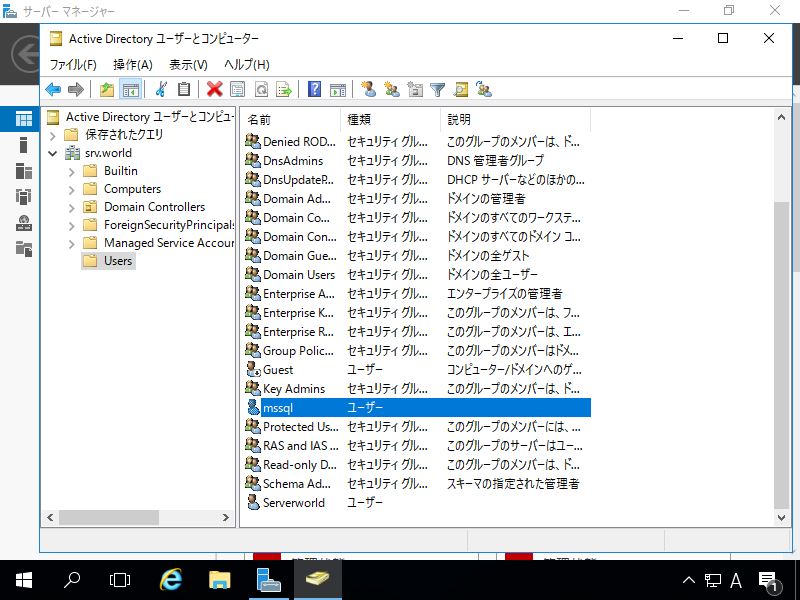 サーバー マネージャー
Active Directory ユーザーとコンピューター
ファイル(F) 操作(A) 表示(V) ヘルプ(H)
Active Directory ユーザーとコンピュー
保存されたクエリ
srv.world
Builtin
Computers
Domain Controllers
ForeignSecurityPrincipals
Managed Service Accour
Users
名前 種類 説明
Denied ROD... セキュリティ グル... このグループのメンバーは、ド...
DnsAdmins セキュリティ グル... DNS 管理者グループ
DnsUpdateP... セキュリティ グル... DHCP サーバーなどのほかの...
Domain Ad... セキュリティ グル... ドメインの管理者
Domain Co... セキュリティ グル... ドメインのすべてのワークステ...
Domain Con... セキュリティ グル... ドメインのすべてのドメイン コ...
Domain Gue... セキュリティ グル... ドメインの全ゲスト
Domain Users セキュリティ グル... ドメインの全ユーザー
Enterprise A... セキュリティ グル... エンタープライズの管理者
Enterprise K... セキュリティ グル... このグループのメンバーは、フ...
Enterprise R... セキュリティ グル... このグループのメンバーは、エ...
Group Polic... セキュリティ グル... このグループのメンバーはドメ...
Guest ユーザー コンピューター/ドメインへのゲ...
Key Admins セキュリティ グル... このグループのメンバーは、ド...
mssql ユーザー
Protected Us... セキュリティ グル... このグループのメンバーには、...
RAS and IAS ... セキュリティ グル... このグループのサーバーはユー...
Read-only D... セキュリティ グル... このグループのメンバーは、ド...
Schema Ad... セキュリティ グル... スキーマの指定された管理者
Serverworld ユーザー
A
1